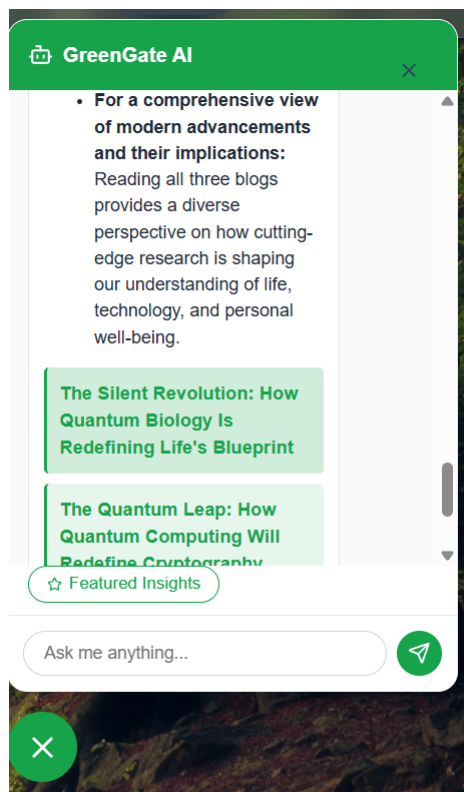 GreenGate AI
• For a comprehensive view
of modern advancements
and their implications:
Reading all three blogs
provides a diverse
perspective on how cutting-
edge research is shaping
our understanding of life,
technology, and personal
well-being.
The Silent Revolution: How
Quantum Biology Is
Redefining Life's Blueprint
The Quantum Leap: How
Quantum Computing Will
Redefine Cryptography
Featured Insights
Ask me anything...